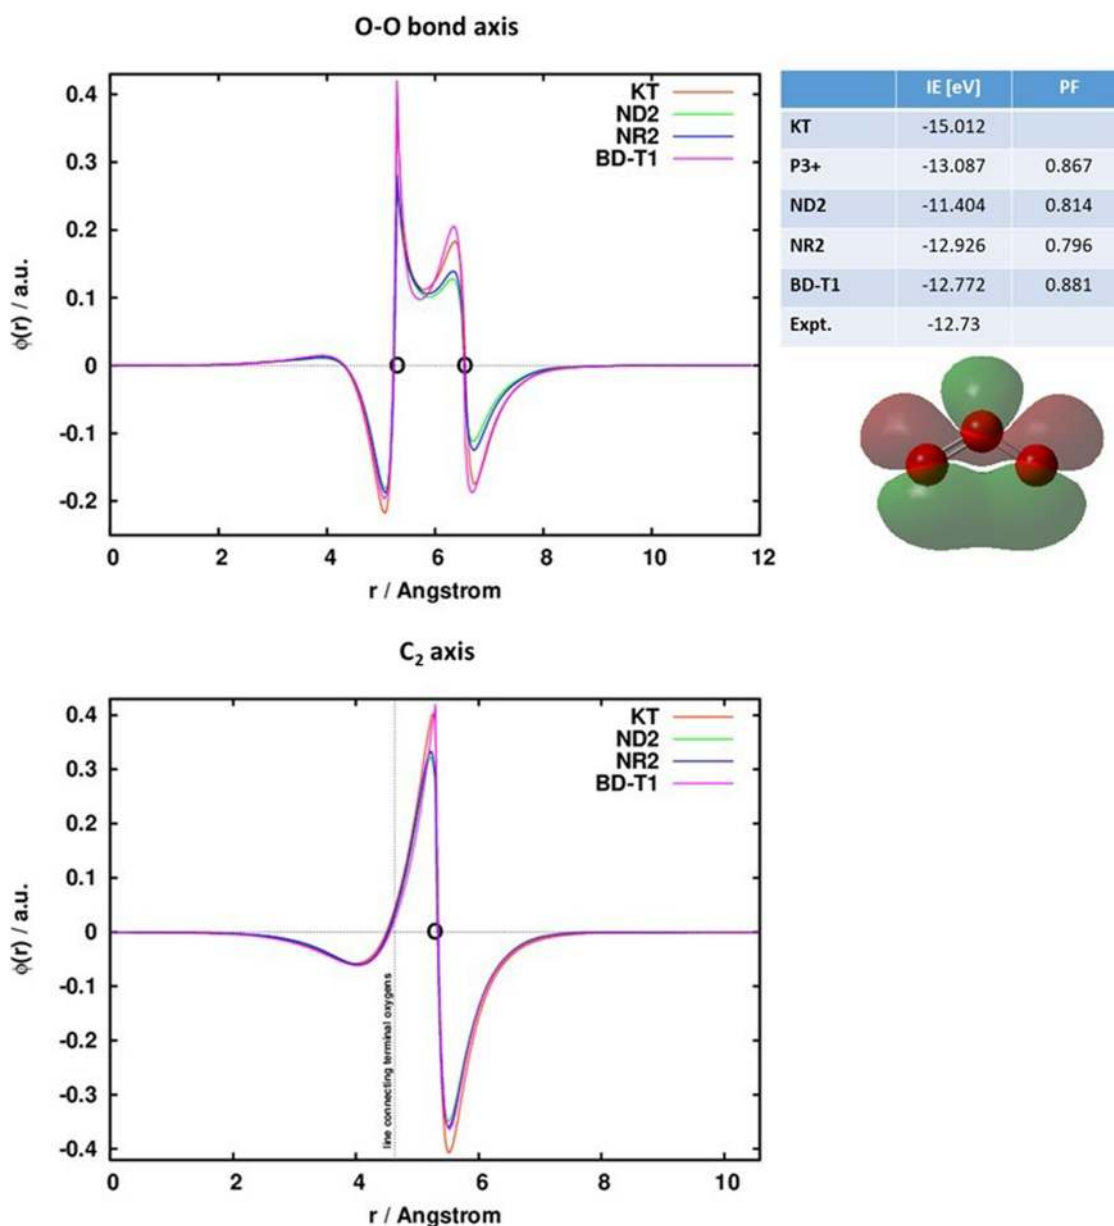 O-O bond axis
KT
ND2
NR2
BD-T1
0.4
0.3
0.2
0.1
0
-0.1
-0.2
ϕ(r) / a.u.
O O
0 2 4 6 8 10 12
r / Angstrom
IE [eV] PF
KT -15.012
P3+ -13.087 0.867
ND2 -11.404 0.814
NR2 -12.926 0.796
BD-T1 -12.772 0.881
Expt. -12.73
C₂ axis
KT
ND2
NR2
BD-T1
0.4
0.3
0.2
0.1
0
-0.1
-0.2
-0.3
-0.4
ϕ(r) / a.u.
O
line connecting terminal oxygens
0 2 4 6 8 10
r / Angstrom